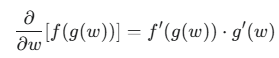 ∂/∂w [f(g(w))] = f′(g(w)) · g′(w)